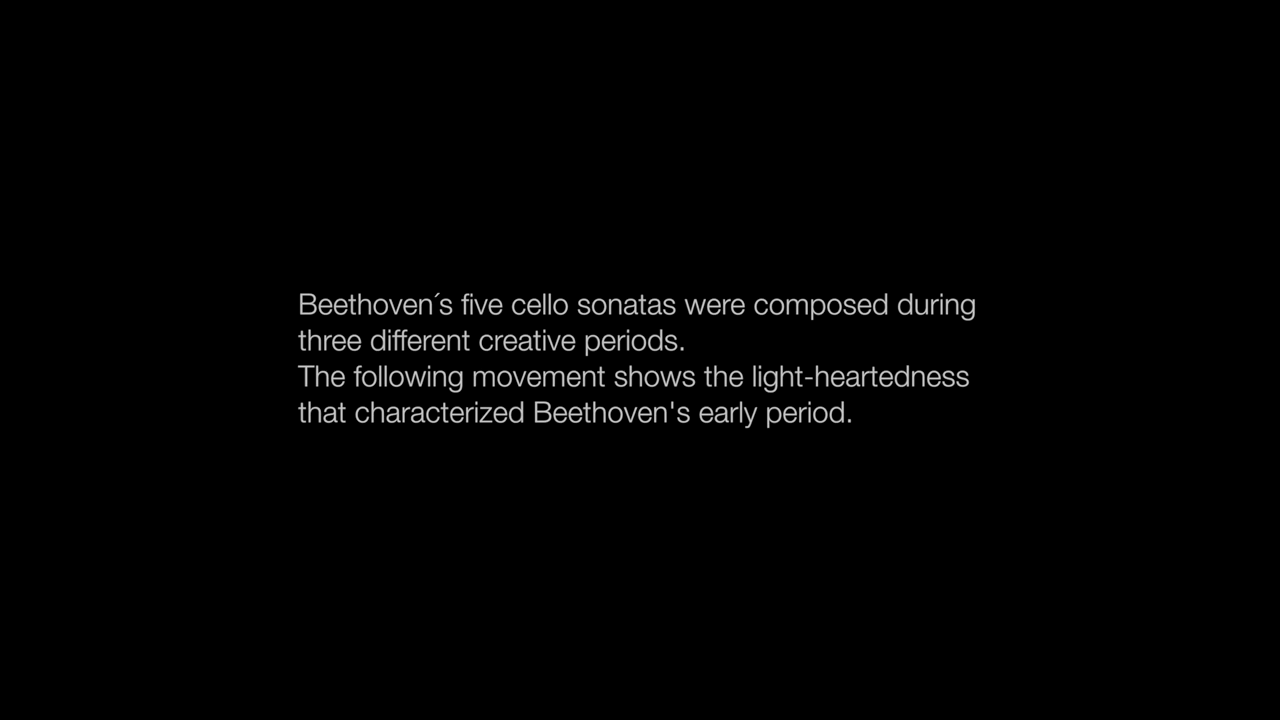 Beethoven´s five cello sonatas were composed during
three different creative periods.
The following movement shows the light-heartedness
that characterized Beethoven's early period.